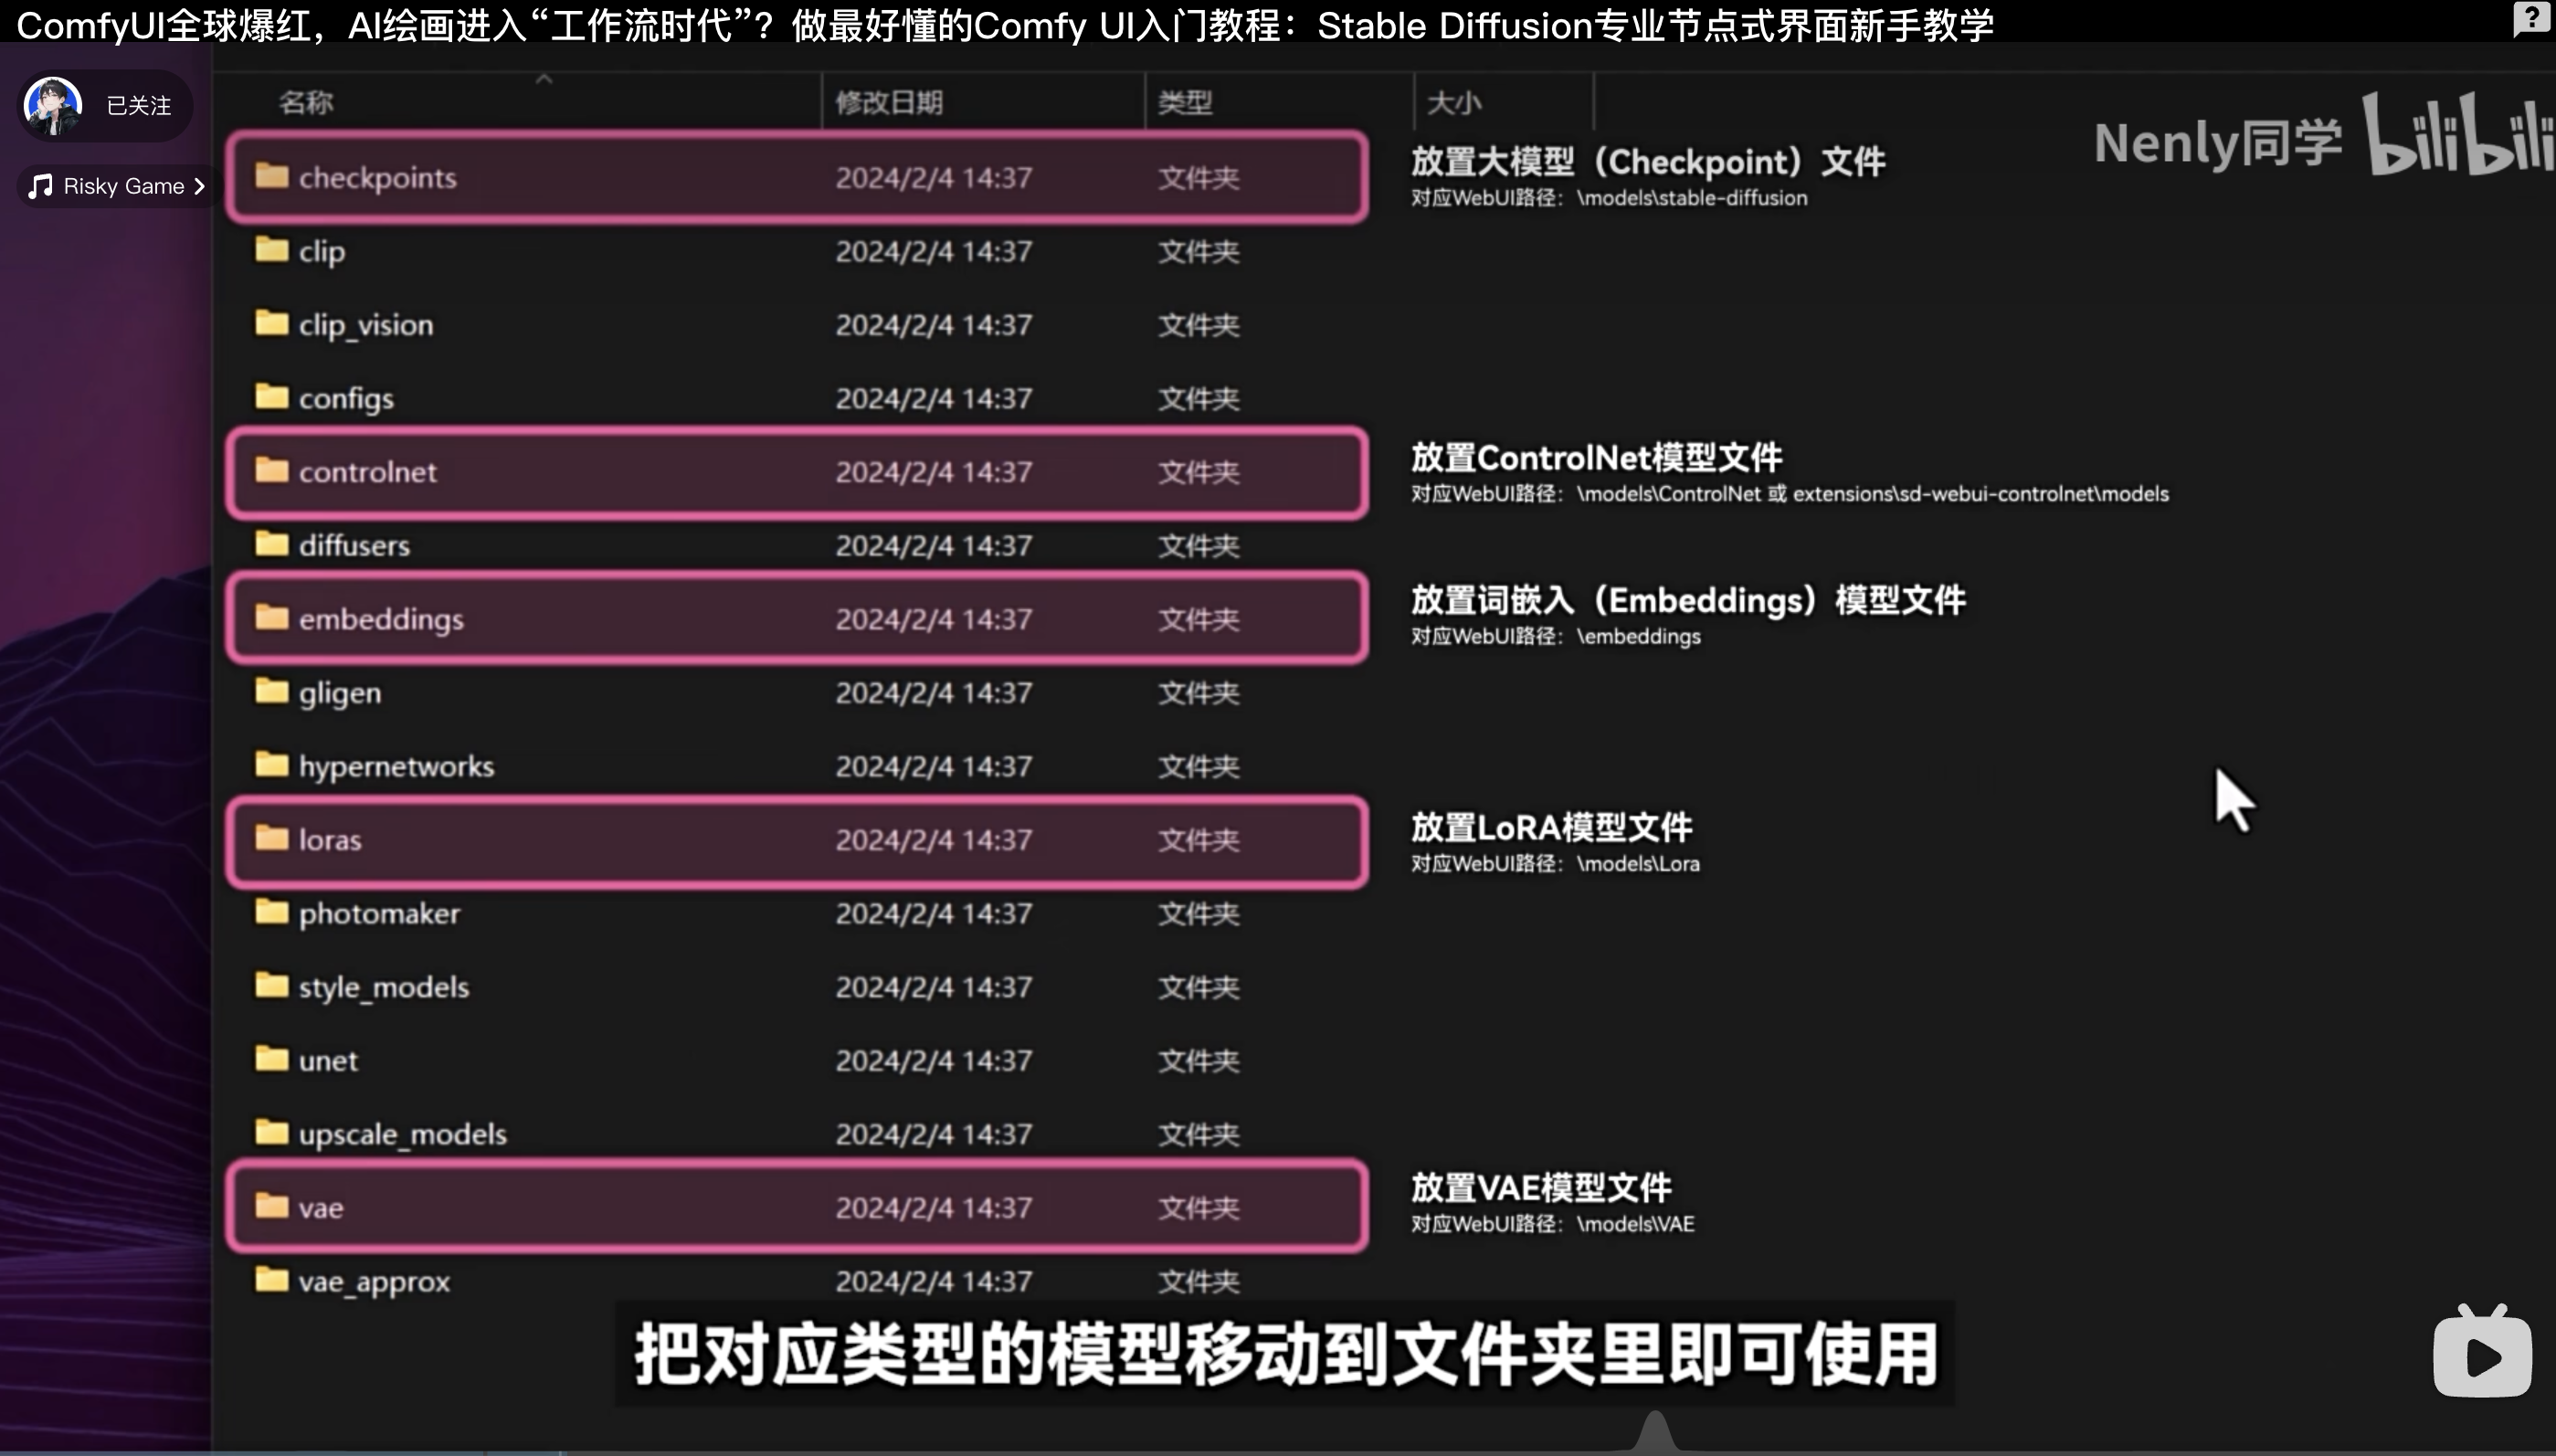 ComfyUI全球爆红，AI绘画进入“工作流时代”？做最好懂的Comfy UI入门教程：Stable Diffusion专业节点式界面新手教学
已关注
Risky Game
名称 修改日期 类型 大小
Nenly同学 bilibili
checkpoints 2024/2/4 14:37 文件夹
放置大模型（Checkpoint）文件
对应WebUI路径：\models\stable-diffusion
clip 2024/2/4 14:37 文件夹
clip_vision 2024/2/4 14:37 文件夹
configs 2024/2/4 14:37 文件夹
controlnet 2024/2/4 14:37 文件夹
放置ControlNet模型文件
对应WebUI路径：\models\ControlNet 或 extensions\sd-webui-controlnet\models
diffusers 2024/2/4 14:37 文件夹
embeddings 2024/2/4 14:37 文件夹
放置词嵌入（Embeddings）模型文件
对应WebUI路径：\embeddings
gligen 2024/2/4 14:37 文件夹
hypernetworks 2024/2/4 14:37 文件夹
loras 2024/2/4 14:37 文件夹
放置LoRA模型文件
对应WebUI路径：\models\Lora
photomaker 2024/2/4 14:37 文件夹
style_models 2024/2/4 14:37 文件夹
unet 2024/2/4 14:37 文件夹
upscale_models 2024/2/4 14:37 文件夹
vae 2024/2/4 14:37 文件夹
放置VAE模型文件
对应WebUI路径：\models\VAE
vae_approx 2024/2/4 14:37 文件夹
把对应类型的模型移动到文件夹里即可使用